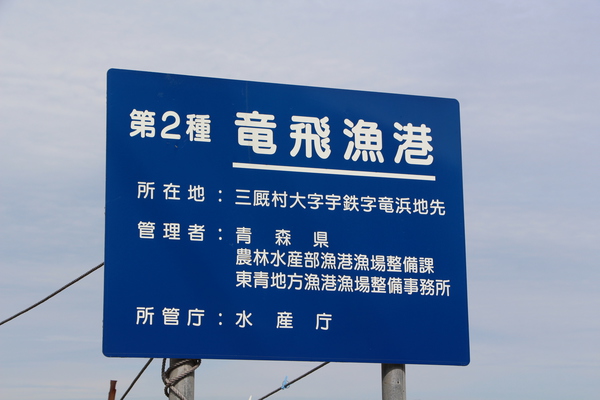 第2種 竜飛漁港
所在地：三厩村大字宇鉄字竜浜地先
管理者：青森県
農林水産部漁港漁場整備課
東青地方漁港漁場整備事務所
所管庁：水産庁